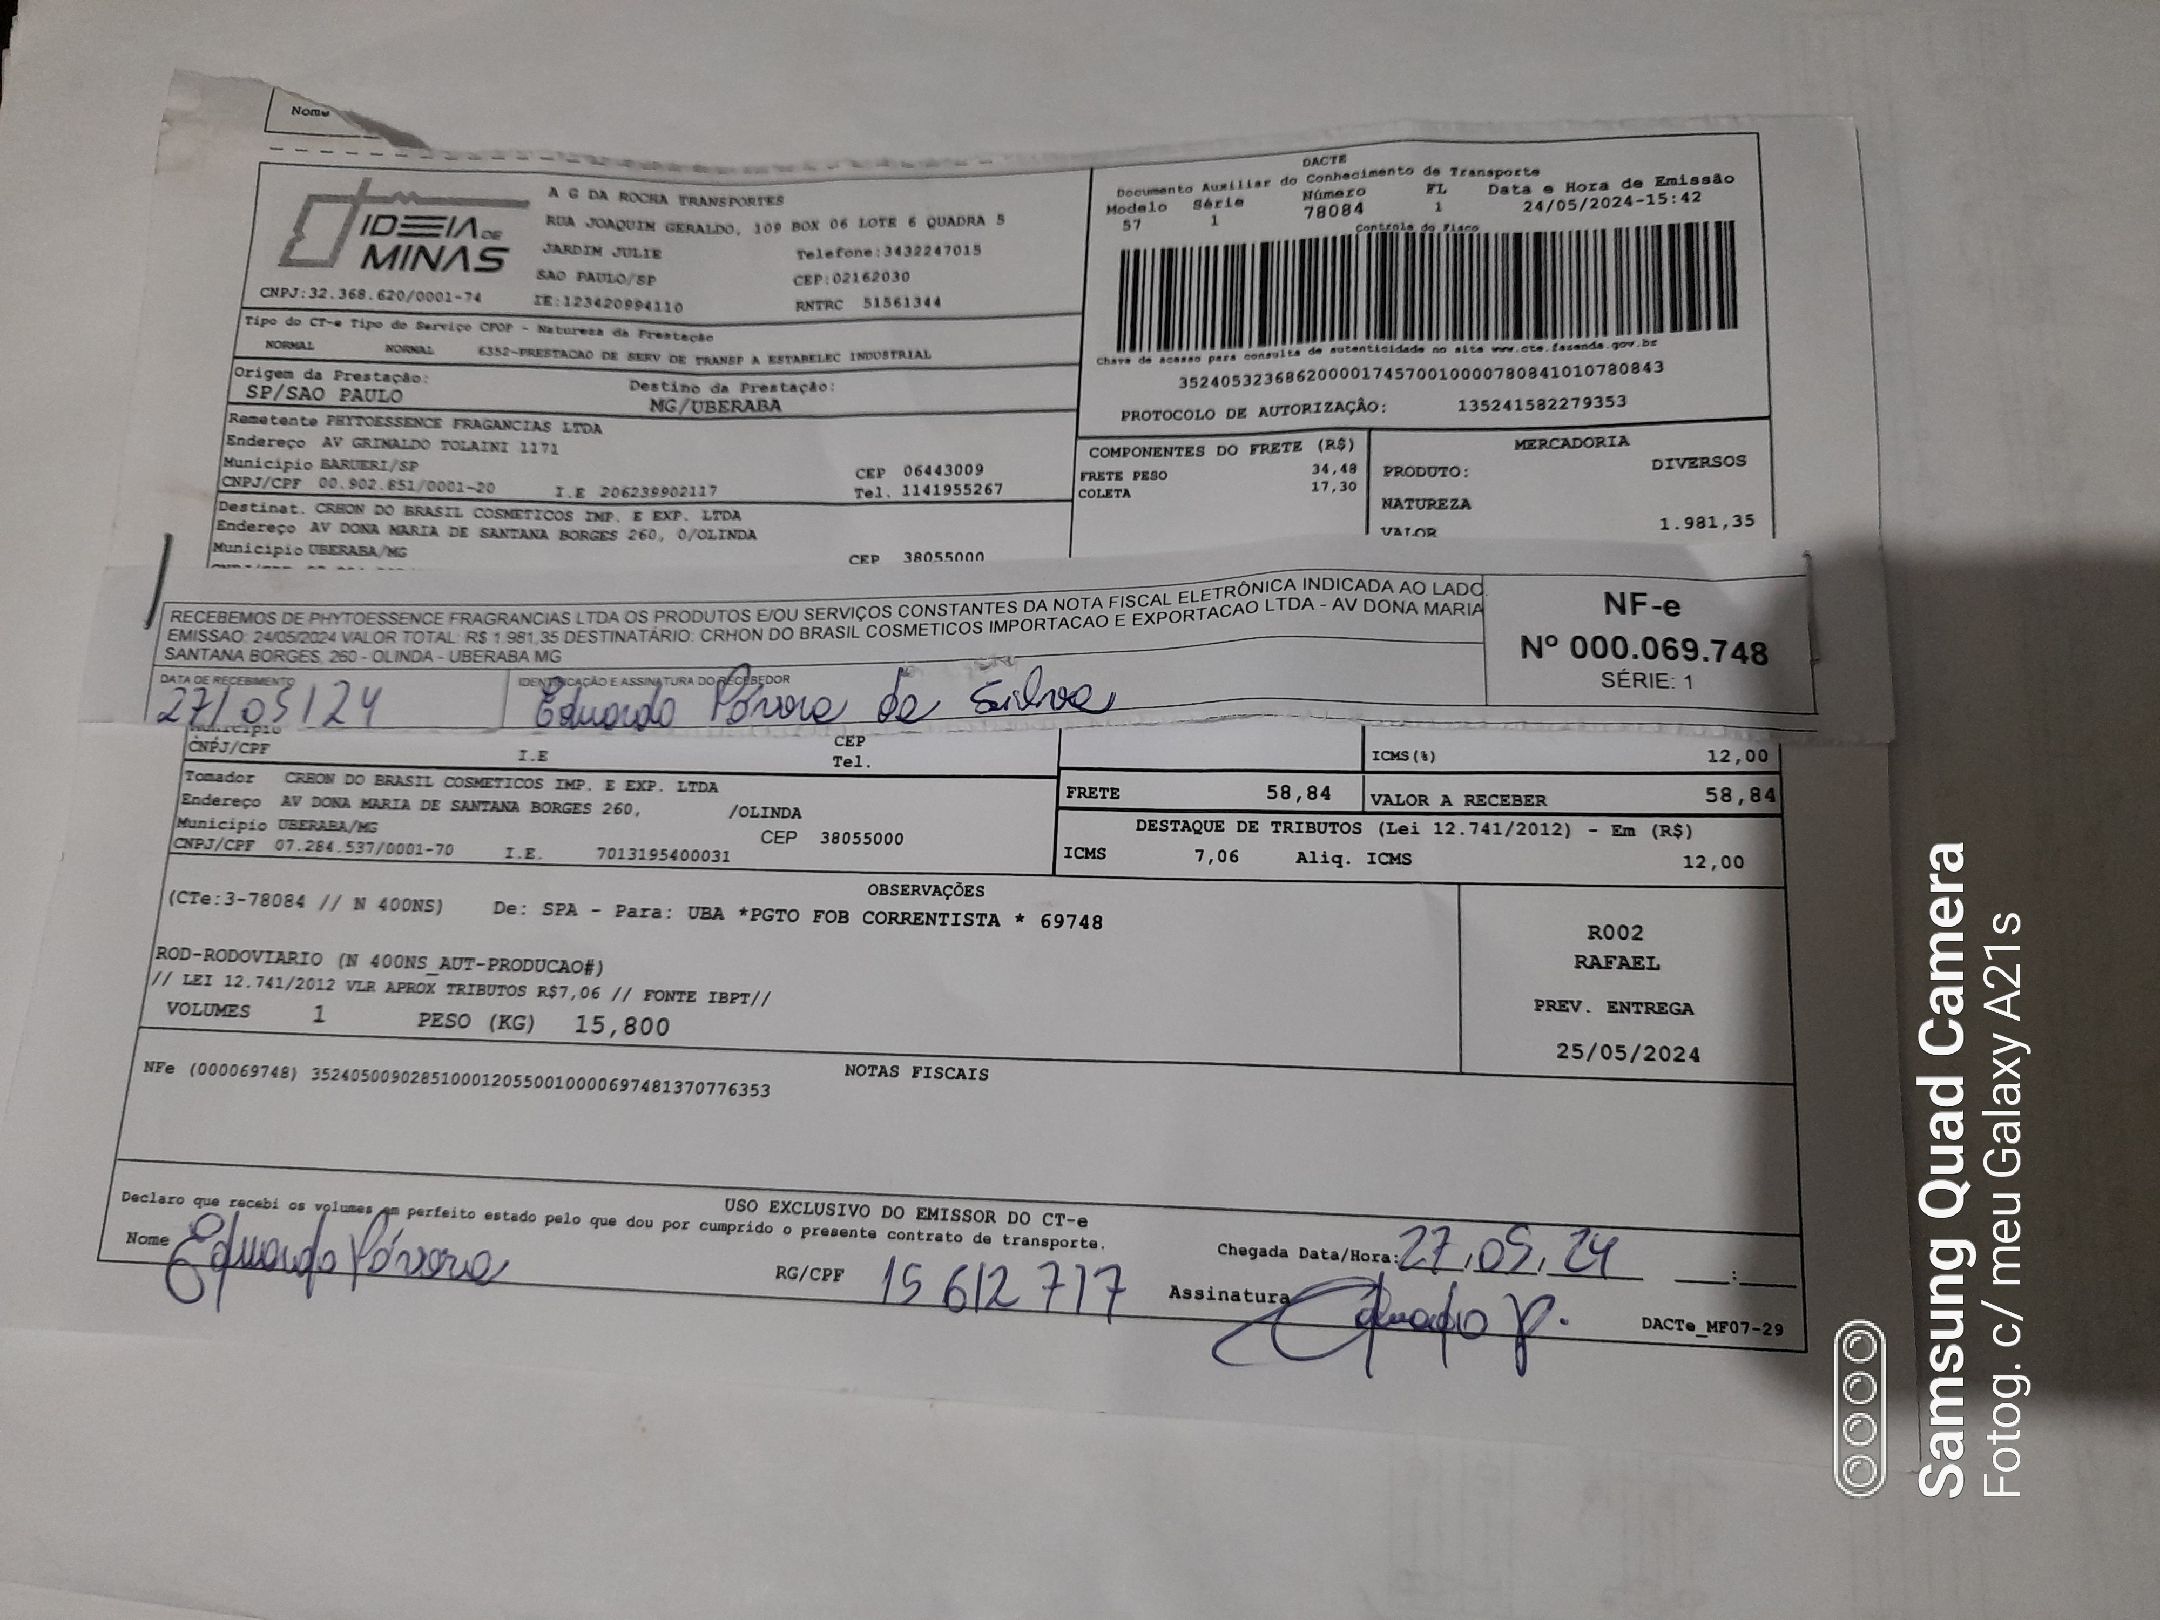 Nome
IDEIA DE MINAS
CNPJ:32.368.620/0001-74
A G DA ROCHA TRANSPORTES
RUA JOAQUIM GERALDO, 109 BOX 06 LOTE 6 QUADRA 5
JARDIM JULIE Telefone:3432247015
SAO PAULO/SP CEP:02162030
IE:123420994110 RNTRC 51561344
DACTE
Documento Auxiliar do Conhecimento de Transporte
Modelo Série Número FL Data e Hora de Emissão
57 1 78084 1 24/05/2024-15:42
Controle do Fisco
Chave de acesso para consulta de autenticidade no site www.cte.fazenda.gov.br
35240532368620000174570010000780841010780843
PROTOCOLO DE AUTORIZAÇÃO: 135241582279353
Tipo do CT-e Tipo do Serviço CFOP - Natureza da Prestação
NORMAL NORMAL 6352-PRESTACAO DE SERV DE TRANSP A ESTABELEC INDUSTRIAL
Origem da Prestação: Destino da Prestação:
SP/SAO PAULO MG/UBERABA
Remetente PHYTOESSENCE FRAGANCIAS LTDA
Endereço AV GRINALDO TOLAINI 1171
Município BARUERI/SP CEP 06443009
CNPJ/CPF 00.902.851/0001-20 I.E 206239902117 Tel. 1141955267
Destinat. CRHON DO BRASIL COSMETICOS IMP. E EXP. LTDA
Endereço AV DONA MARIA DE SANTANA BORGES 260, 0/OLINDA
Município UBERABA/MG CEP 38055000
COMPONENTES DO FRETE (R$)
FRETE PESO 34,48
COLETA 17,30
MERCADORIA
PRODUTO: DIVERSOS
NATUREZA
VALOR 1.981,35
RECEBEMOS DE PHYTOESSENCE FRAGRANCIAS LTDA OS PRODUTOS E/OU SERVIÇOS CONSTANTES DA NOTA FISCAL ELETRÔNICA INDICADA AO LADO.
EMISSAO: 24/05/2024 VALOR TOTAL: R$ 1.981,35 DESTINATÁRIO: CRHON DO BRASIL COSMETICOS IMPORTACAO E EXPORTACAO LTDA - AV DONA MARIA
SANTANA BORGES, 260 - OLINDA - UBERABA MG
DATA DE RECEBIMENTO IDENTIFICAÇÃO E ASSINATURA DO RECEBEDOR
27/05/24 Eduardo Póvora da Silva
NF-e
Nº 000.069.748
SÉRIE: 1
Município CEP
CNPJ/CPF I.E Tel.
Tomador CRHON DO BRASIL COSMETICOS IMP. E EXP. LTDA
Endereço AV DONA MARIA DE SANTANA BORGES 260, /OLINDA
Município UBERABA/MG CEP 38055000
CNPJ/CPF 07.284.537/0001-70 I.E. 7013195400031
ICMS(%) 12,00
FRETE 58,84 VALOR A RECEBER 58,84
DESTAQUE DE TRIBUTOS (Lei 12.741/2012) - Em (R$)
ICMS 7,06 Aliq. ICMS 12,00
OBSERVAÇÕES
(CTe:3-78084 // N 400NS) De: SPA - Para: UBA *PGTO FOB CORRENTISTA * 69748
ROD-RODOVIARIO (N 400NS_AUT-PRODUCAO#)
// LEI 12.741/2012 VLR APROX TRIBUTOS R$7,06 // FONTE IBPT//
VOLUMES 1 PESO (KG) 15,800
R002
RAFAEL
PREV. ENTREGA
25/05/2024
NOTAS FISCAIS
NFe (000069748) 35240500902851000120550010000697481370776353
USO EXCLUSIVO DO EMISSOR DO CT-e
Declaro que recebi os volumes em perfeito estado pelo que dou por cumprido o presente contrato de transporte.
Nome Eduardo Póvora RG/CPF 15 612 717
Chegada Data/Hora: 27.05.24 __:__
Assinatura Eduardo P.
DACTe_MF07-29
Samsung Quad Camera
Fotog. c/ meu Galaxy A21s